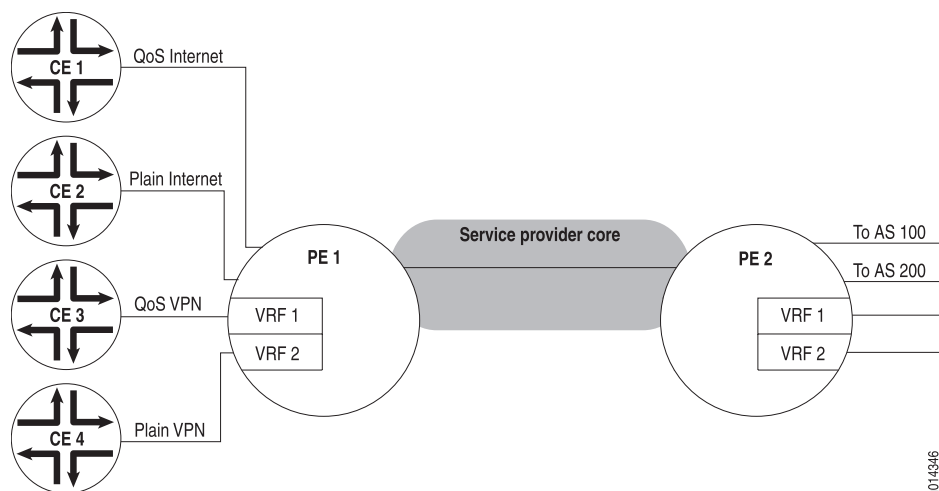 CE 1
QoS Internet
CE 2
Plain Internet
CE 3
QoS VPN
CE 4
Plain VPN
PE 1
VRF 1
VRF 2
Service provider core
PE 2
VRF 1
VRF 2
To AS 100
To AS 200
014346